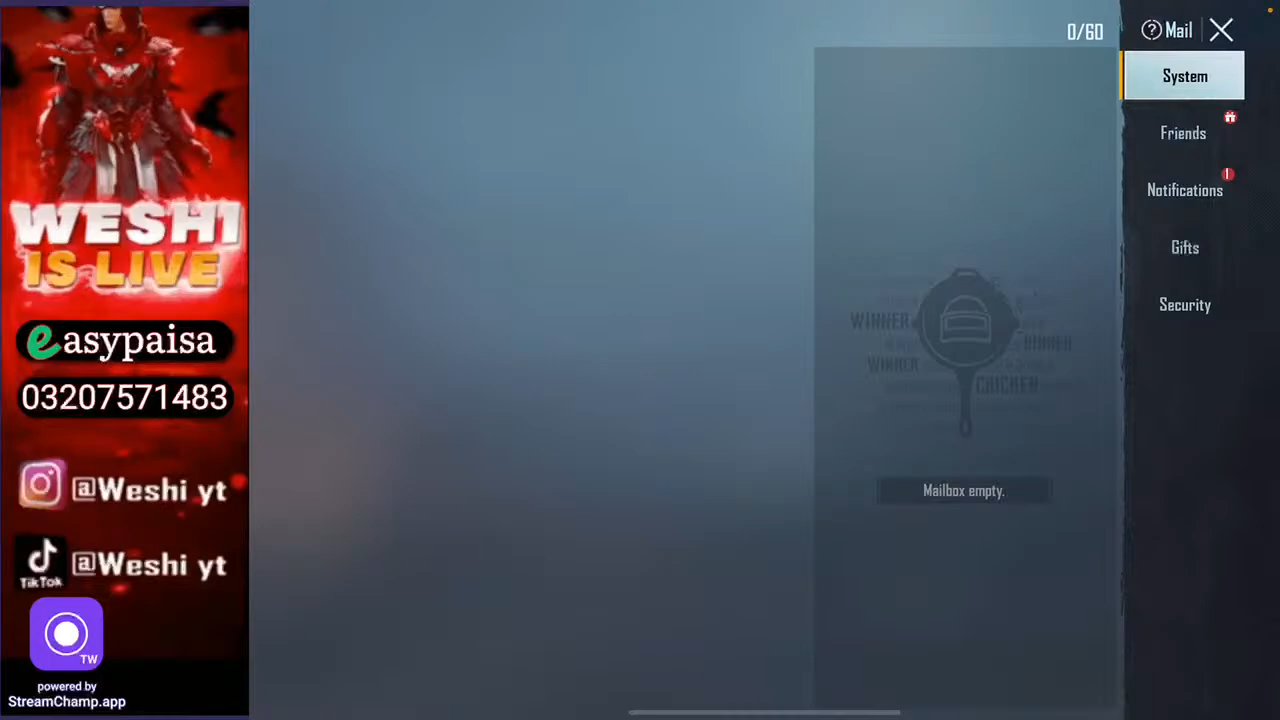 WESHI
IS LIVE
easypaisa
03207571483
@Weshi yt
TikTok
@Weshi yt
TW
powered by
StreamChamp.app
0/60
WINNER
DINNER
WINNER
CHICKEN
Mailbox empty.
? Mail
System
Friends
Notifications
!
Gifts
Security